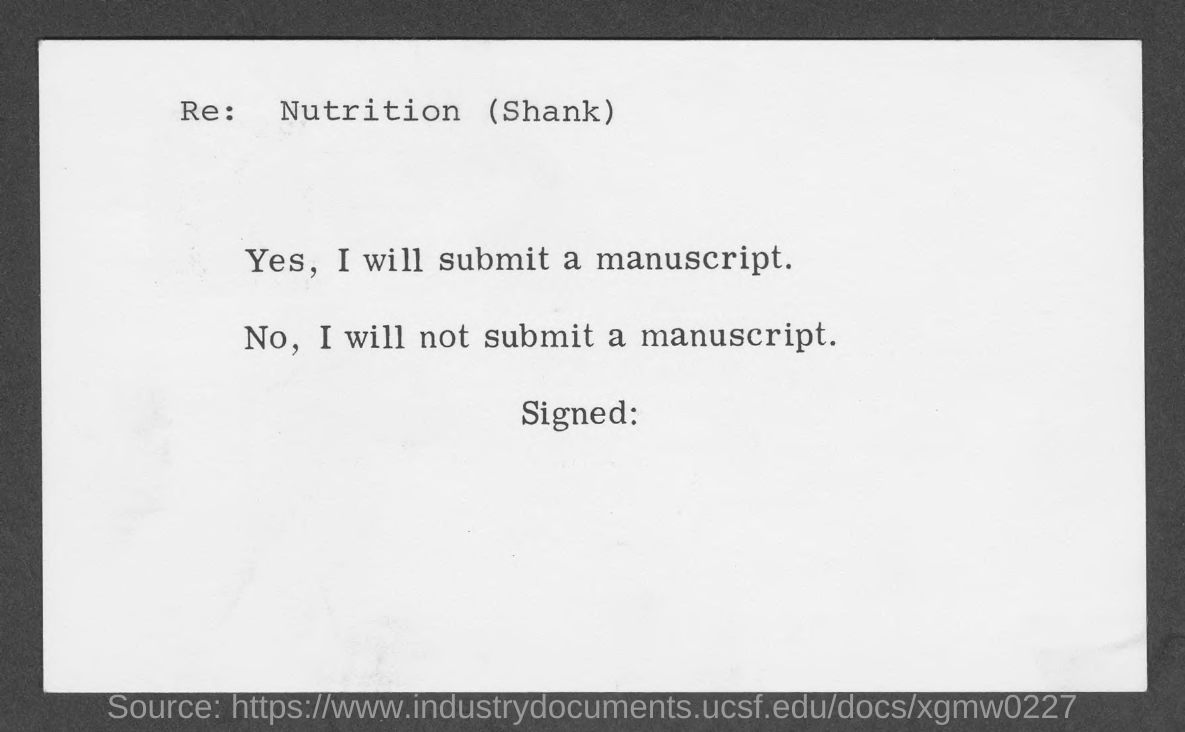 Re: Nutrition (Shank)
Yes, I will submit a manuscript.
No, I will not submit a manuscript.
Signed:
Source: https://www.industrydocuments.ucsf.edu/docs/xgmw0227